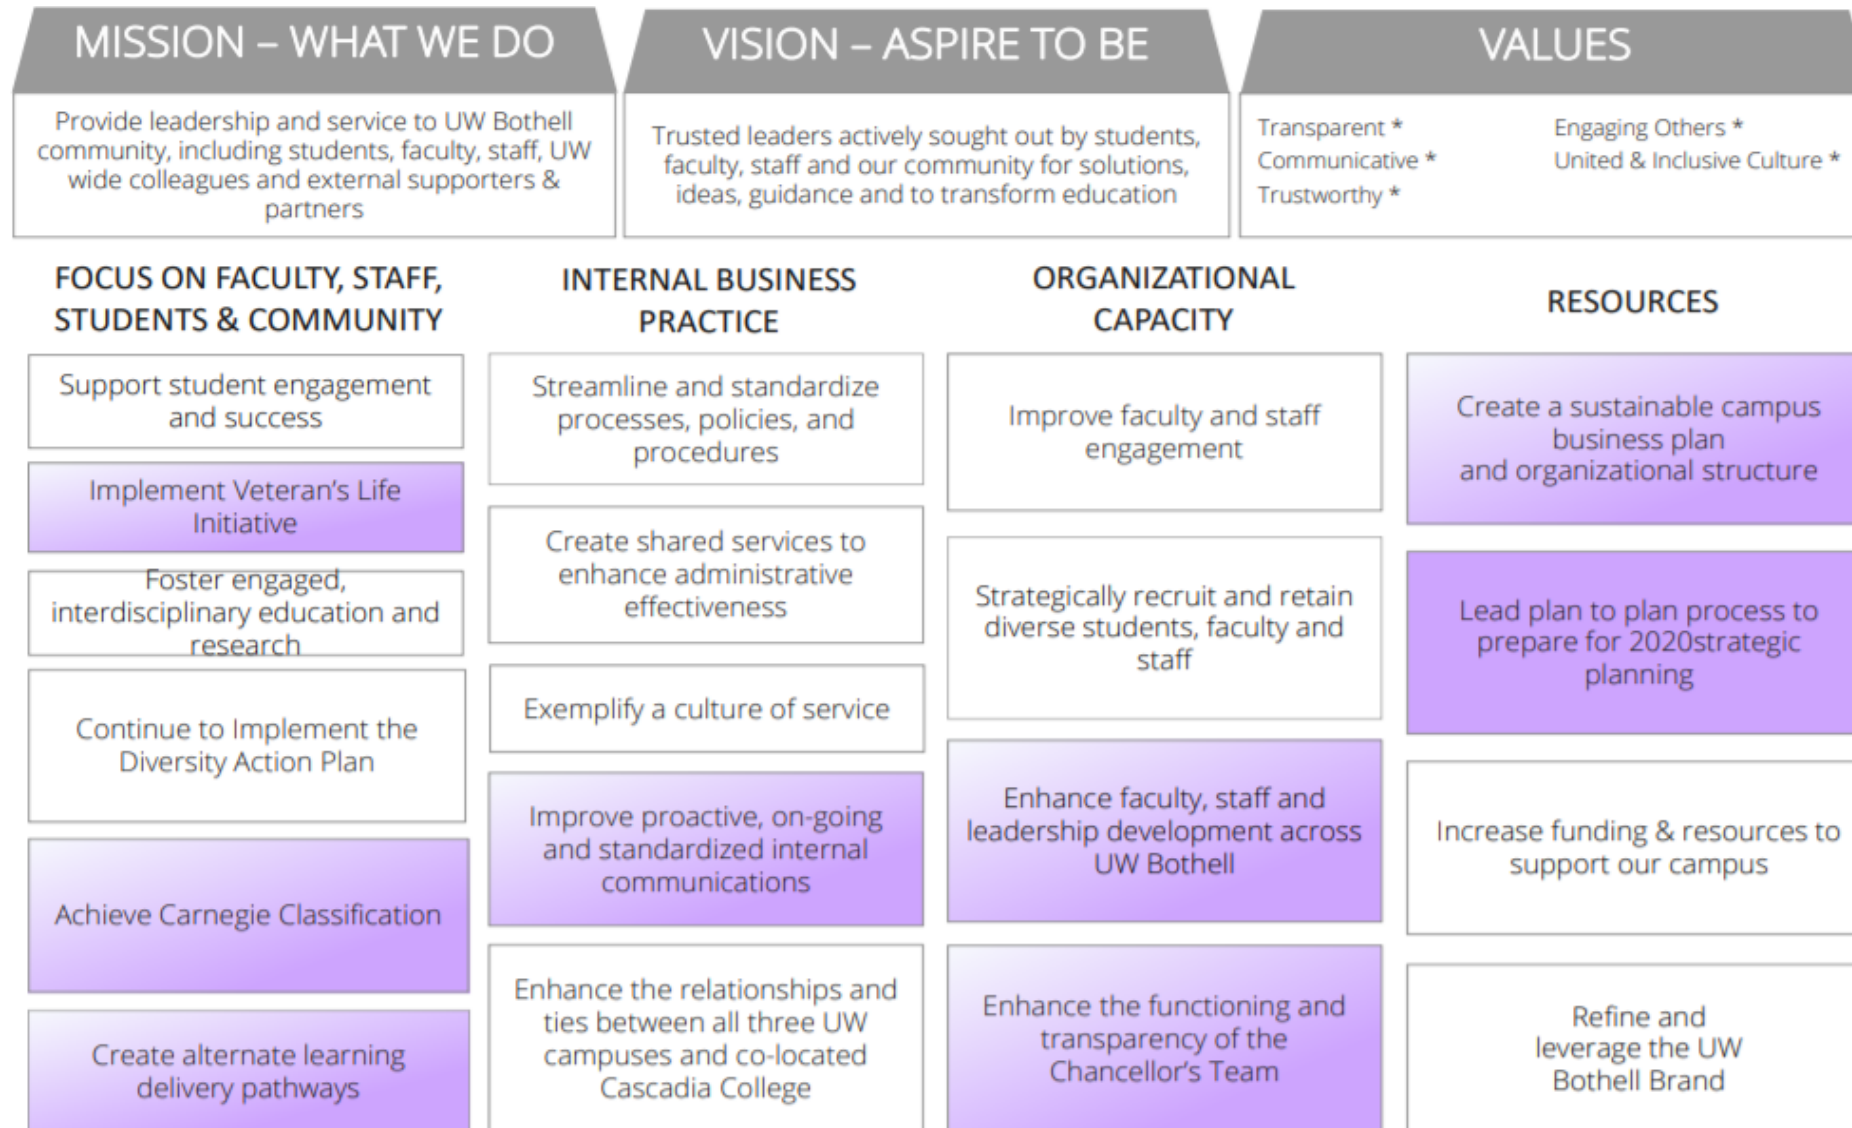 MISSION – WHAT WE DO
Provide leadership and service to UW Bothell
community, including students, faculty, staff, UW
wide colleagues and external supporters &
partners
VISION – ASPIRE TO BE
Trusted leaders actively sought out by students,
faculty, staff and our community for solutions,
ideas, guidance and to transform education
VALUES
Transparent *
Communicative *
Trustworthy *
Engaging Others *
United & Inclusive Culture *
FOCUS ON FACULTY, STAFF,
STUDENTS & COMMUNITY
Support student engagement
and success
Implement Veteran's Life
Initiative
Foster engaged,
interdisciplinary education and
research
Continue to Implement the
Diversity Action Plan
Achieve Carnegie Classification
Create alternate learning
delivery pathways
INTERNAL BUSINESS
PRACTICE
Streamline and standardize
processes, policies, and
procedures
Create shared services to
enhance administrative
effectiveness
Exemplify a culture of service
Improve proactive, on-going
and standardized internal
communications
Enhance the relationships and
ties between all three UW
campuses and co-located
Cascadia College
ORGANIZATIONAL
CAPACITY
Improve faculty and staff
engagement
Strategically recruit and retain
diverse students, faculty and
staff
Enhance faculty, staff and
leadership development across
UW Bothell
Enhance the functioning and
transparency of the
Chancellor's Team
RESOURCES
Create a sustainable campus
business plan
and organizational structure
Lead plan to plan process to
prepare for 2020strategic
planning
Increase funding & resources to
support our campus
Refine and
leverage the UW
Bothell Brand